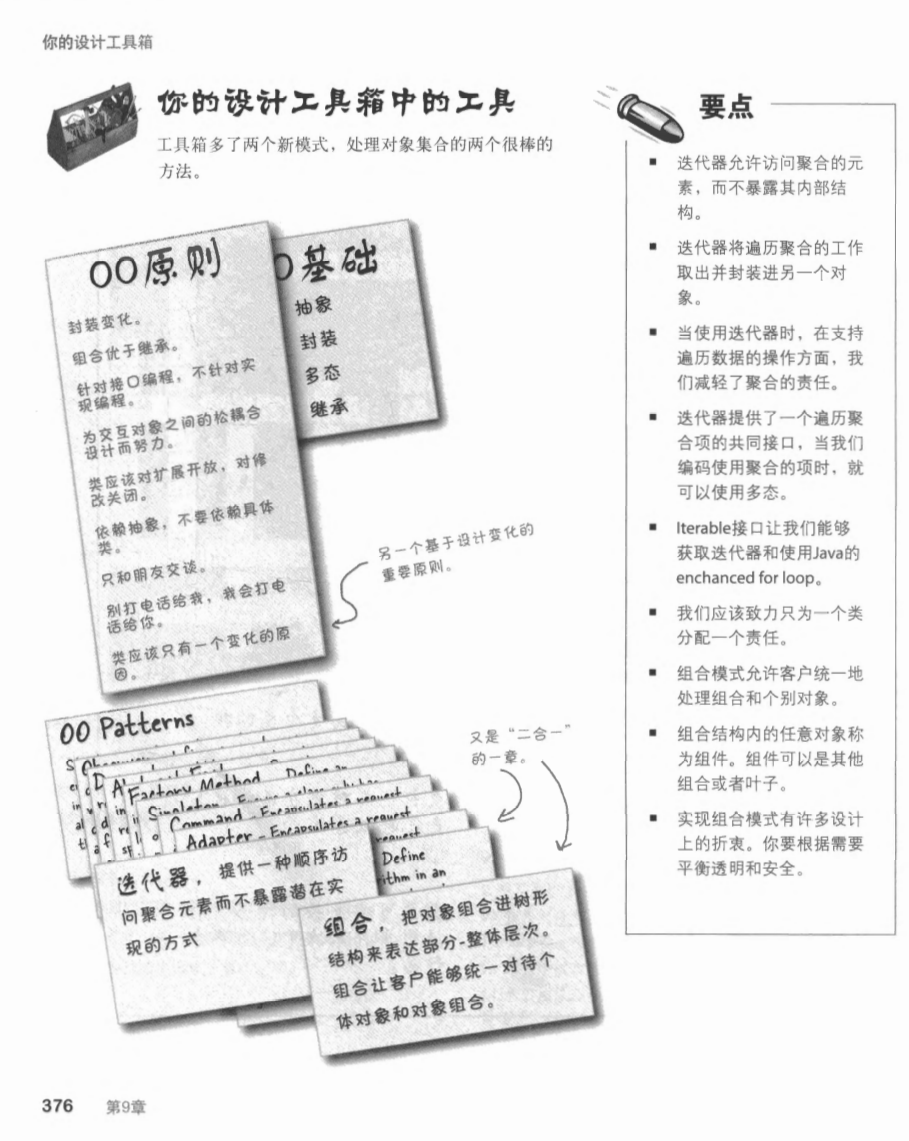 你的设计工具箱
你的设计工具箱中的工具
工具箱多了两个新模式，处理对象集合的两个很棒的
方法。
OO原则
封装变化。
组合优于继承。
针对接口编程，不针对实
现编程。
为交互对象之间的松耦合
设计而努力。
类应该对扩展开放，对修
改关闭。
依赖抽象，不要依赖具体
类。
只和朋友交谈。
别打电话给我，我会打电
话给你。
类应该只有一个变化的原
因。
O基础
抽象
封装
多态
继承
另一个基于设计变化的
重要原则。
OO Patterns
Factory Method Define an
Singleton
Command - Encapsulates a request
Adapter - Encapsulates a request
request
Define
rithm in an
迭代器，提供一种顺序访
问聚合元素而不暴露潜在实
现的方式
又是“二合一”
的一章。
组合，把对象组合进树形
结构来表达部分-整体层次。
组合让客户能够统一对待个
体对象和对象组合。
要点
■ 迭代器允许访问聚合的元
素，而不暴露其内部结
构。
■ 迭代器将遍历聚合的工作
取出并封装进另一个对
象。
■ 当使用迭代器时，在支持
遍历数据的操作方面，我
们减轻了聚合的责任。
■ 迭代器提供了一个遍历聚
合项的共同接口，当我们
编码使用聚合的项时，就
可以使用多态。
■ Iterable接口让我们能够
获取迭代器和使用Java的
enchanced for loop。
■ 我们应该致力只为一个类
分配一个责任。
■ 组合模式允许客户统一地
处理组合和个别对象。
■ 组合结构内的任意对象称
为组件。组件可以是其他
组合或者叶子。
■ 实现组合模式有许多设计
上的折衷。你要根据需要
平衡透明和安全。
376 第9章